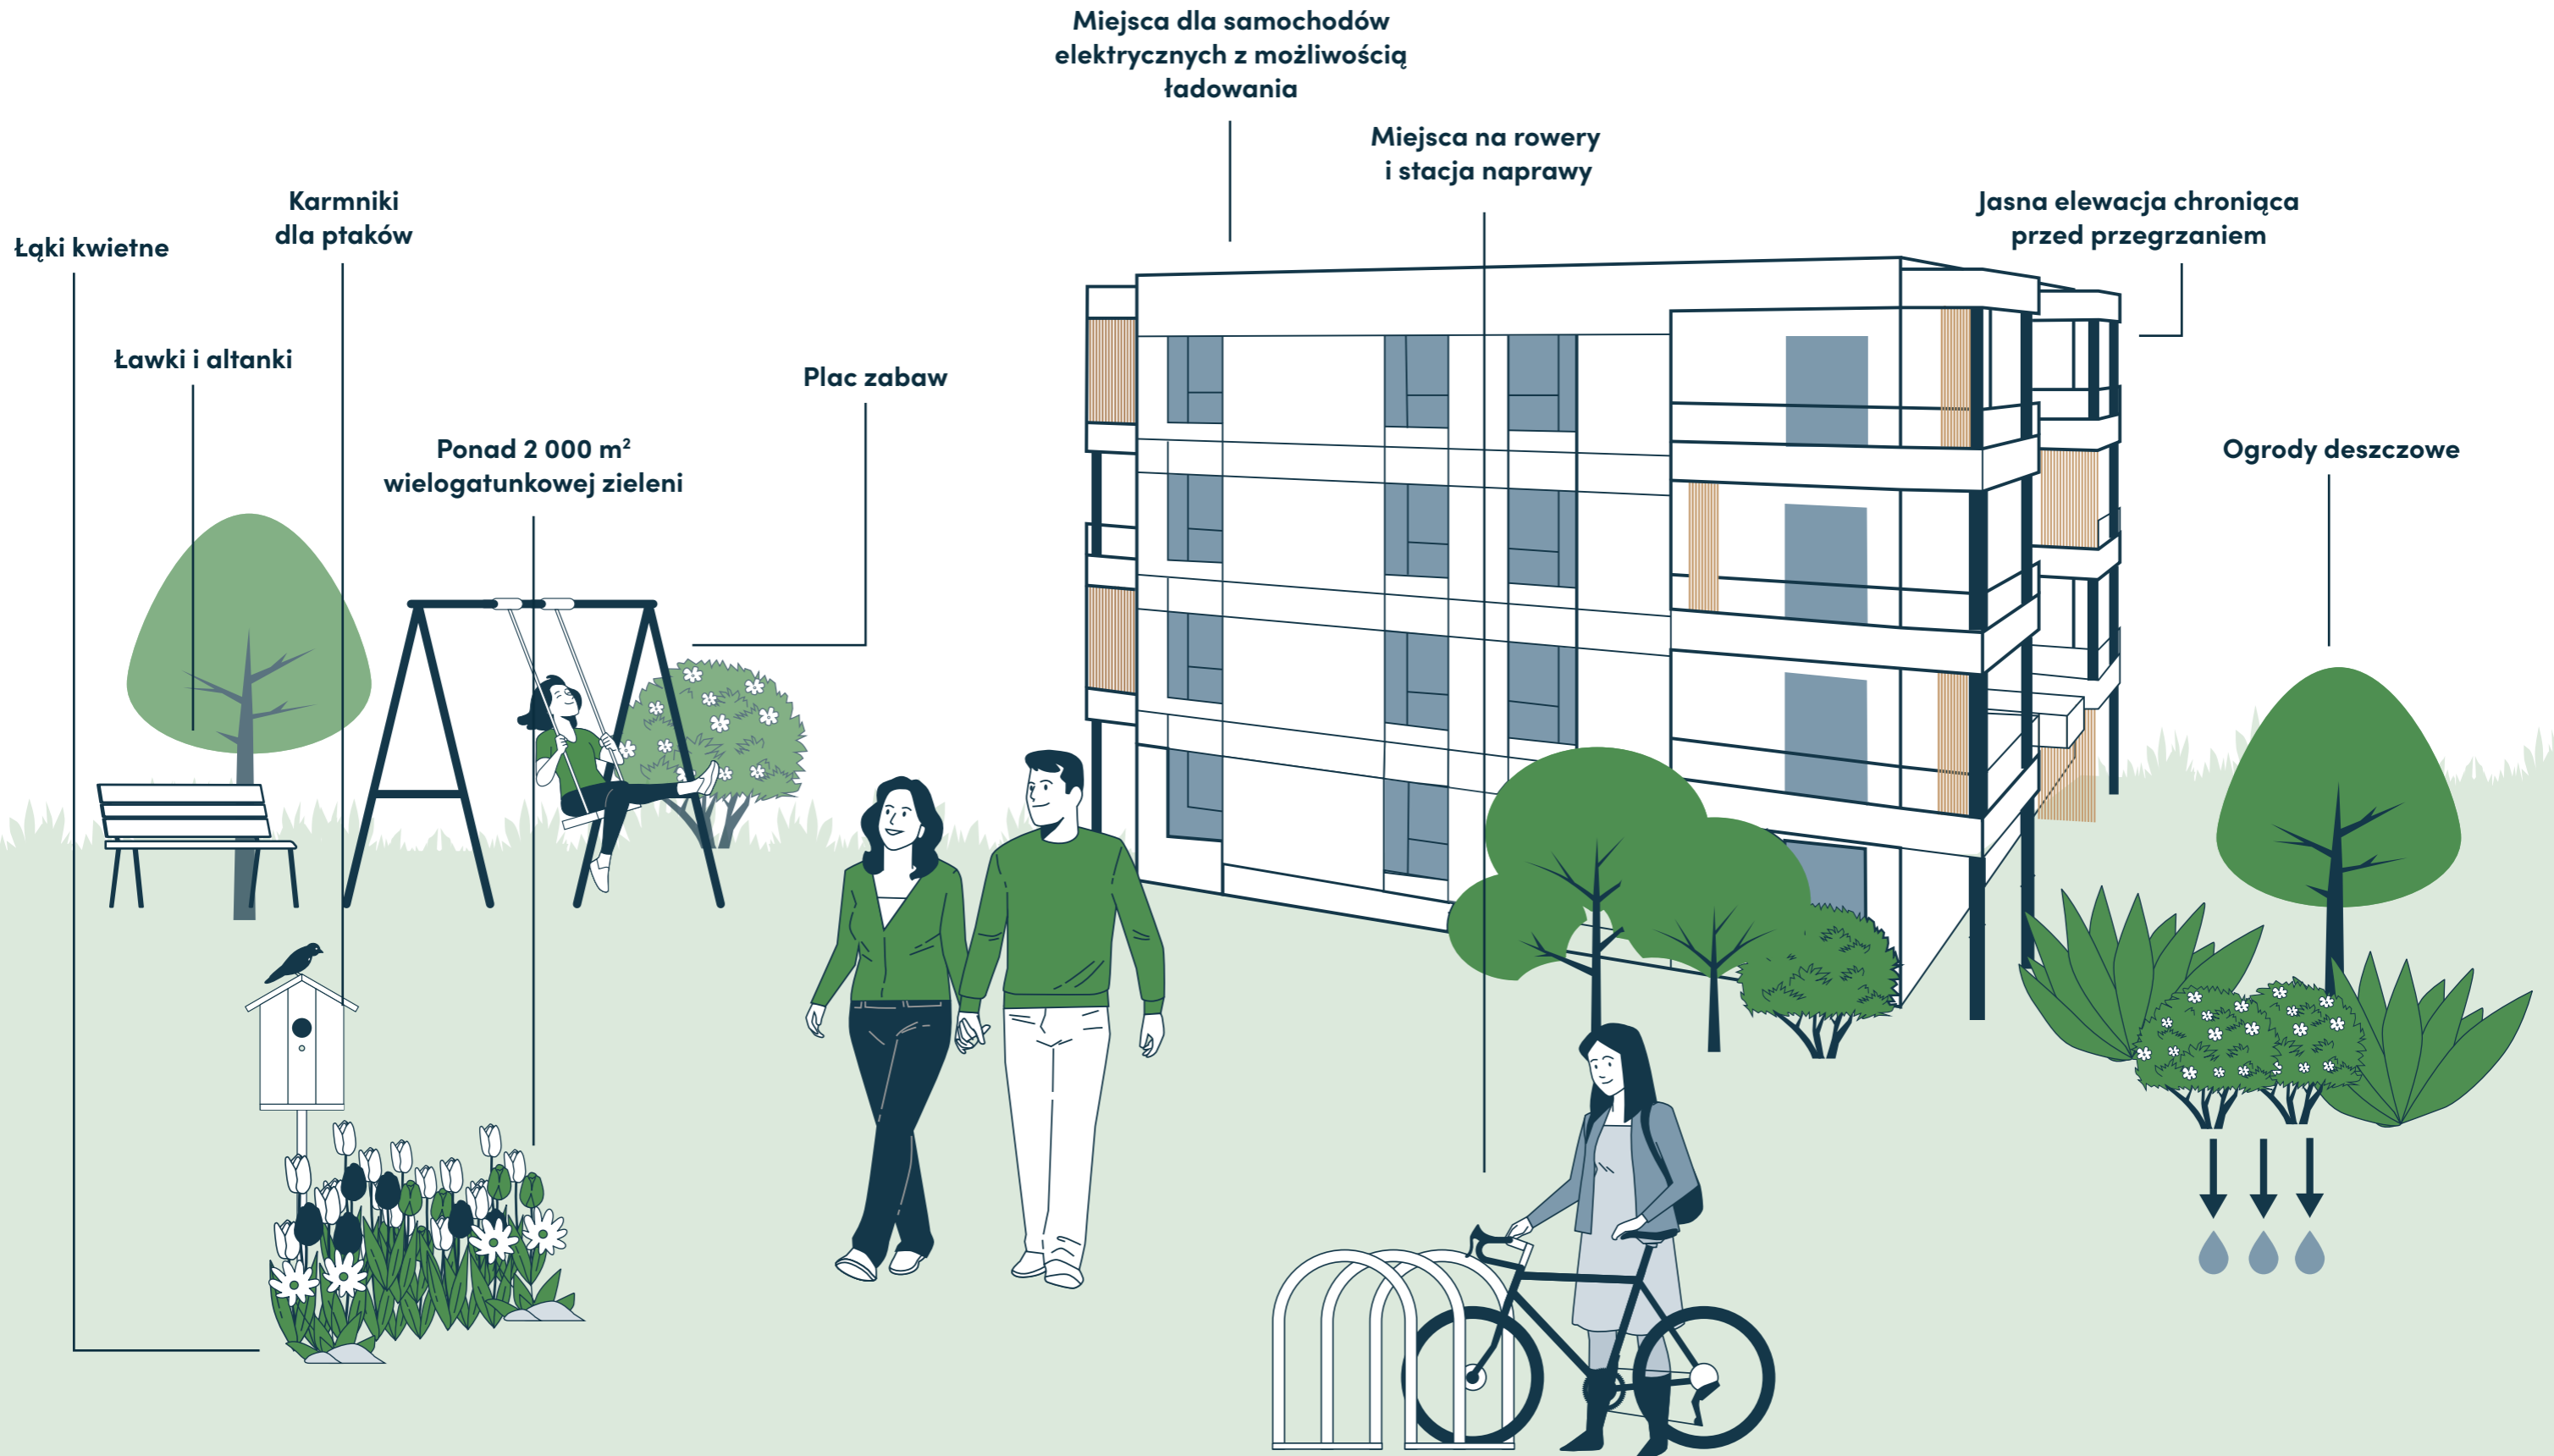 Miejsca dla samochodów
elektrycznych z możliwością
ładowania
Miejsca na rowery
i stacja naprawy
Karmniki
dla ptaków
Jasna elewacja chroniąca
przed przegrzaniem
Łąki kwietne
Ławki i altanki
Plac zabaw
Ponad 2 000 m²
wielogatunkowej zieleni
Ogrody deszczowe